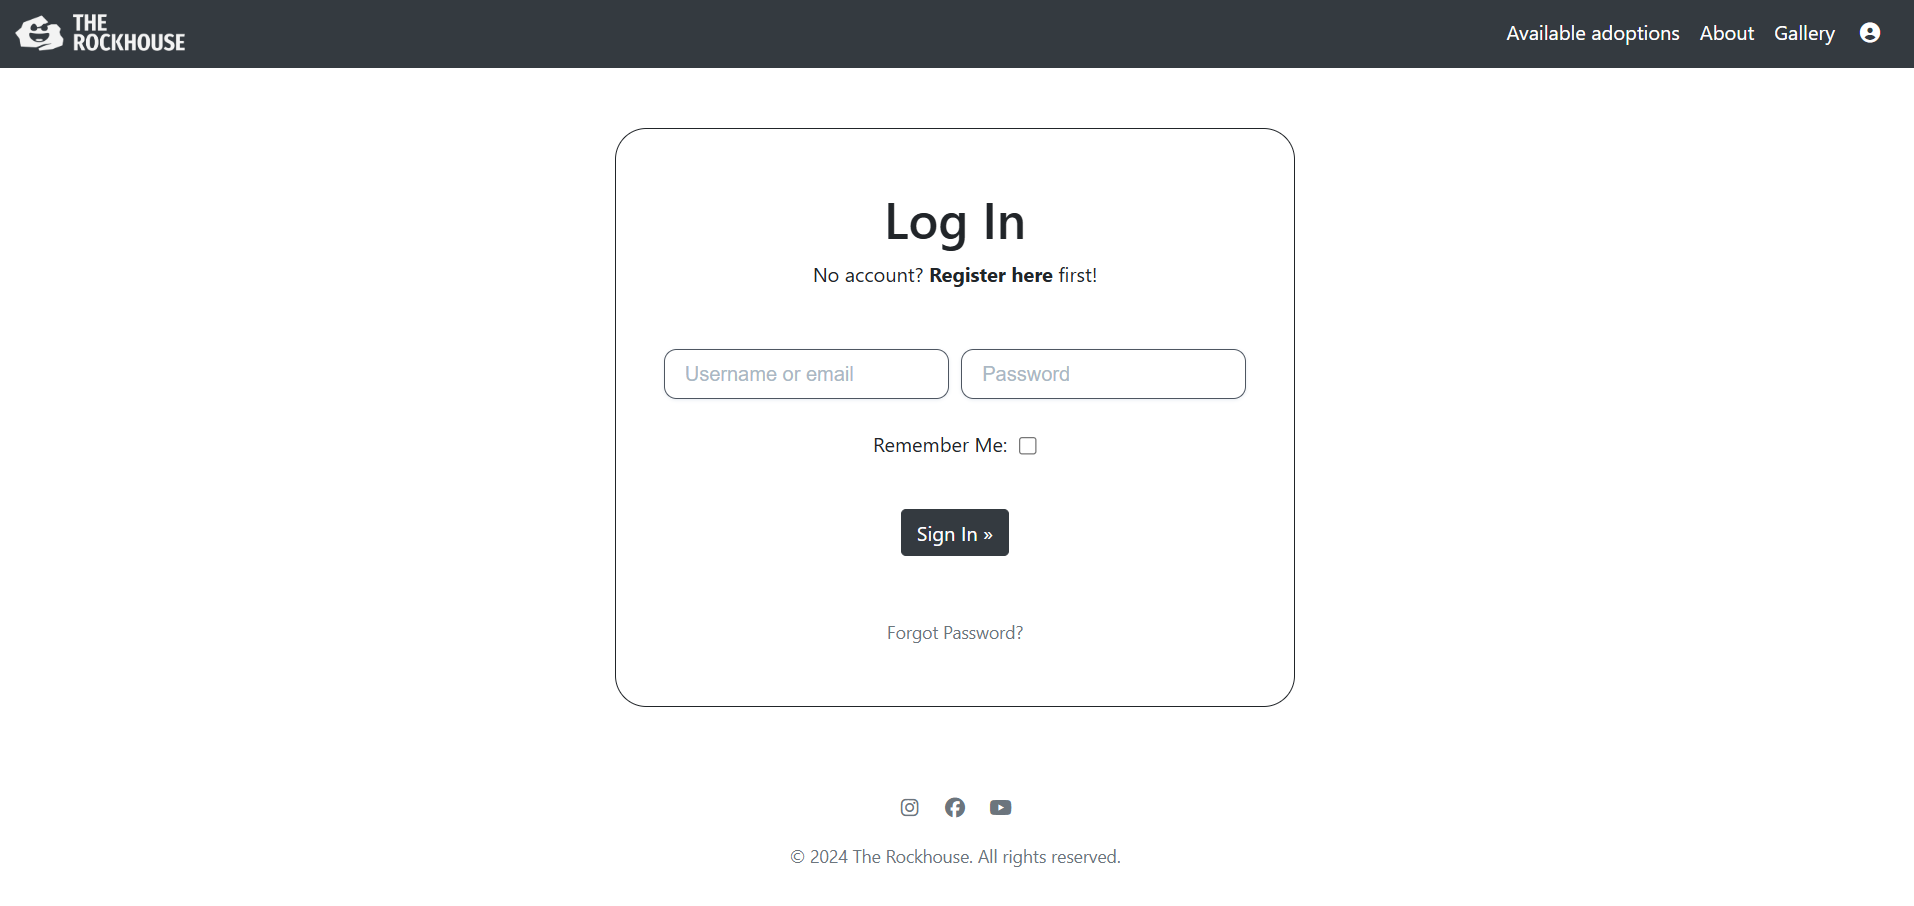 THE
ROCKHOUSE
Available adoptions About Gallery
Log In
No account? Register here first!
Username or email Password
Remember Me:
Sign In »
Forgot Password?
© 2024 The Rockhouse. All rights reserved.